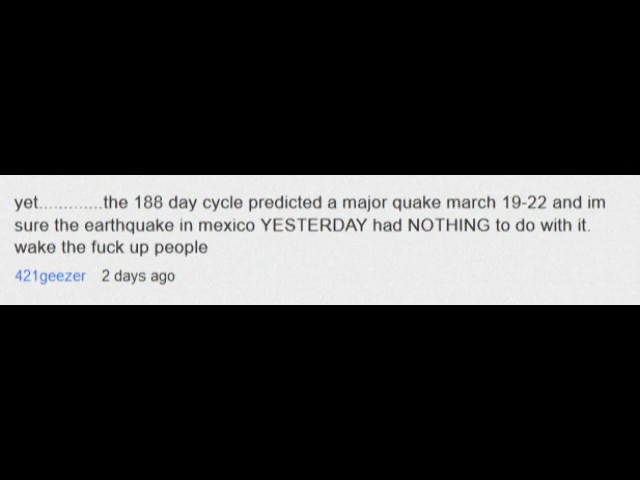 yet.............the 188 day cycle predicted a major quake march 19-22 and im
sure the earthquake in mexico YESTERDAY had NOTHING to do with it.
wake the fuck up people
421geezer 2 days ago